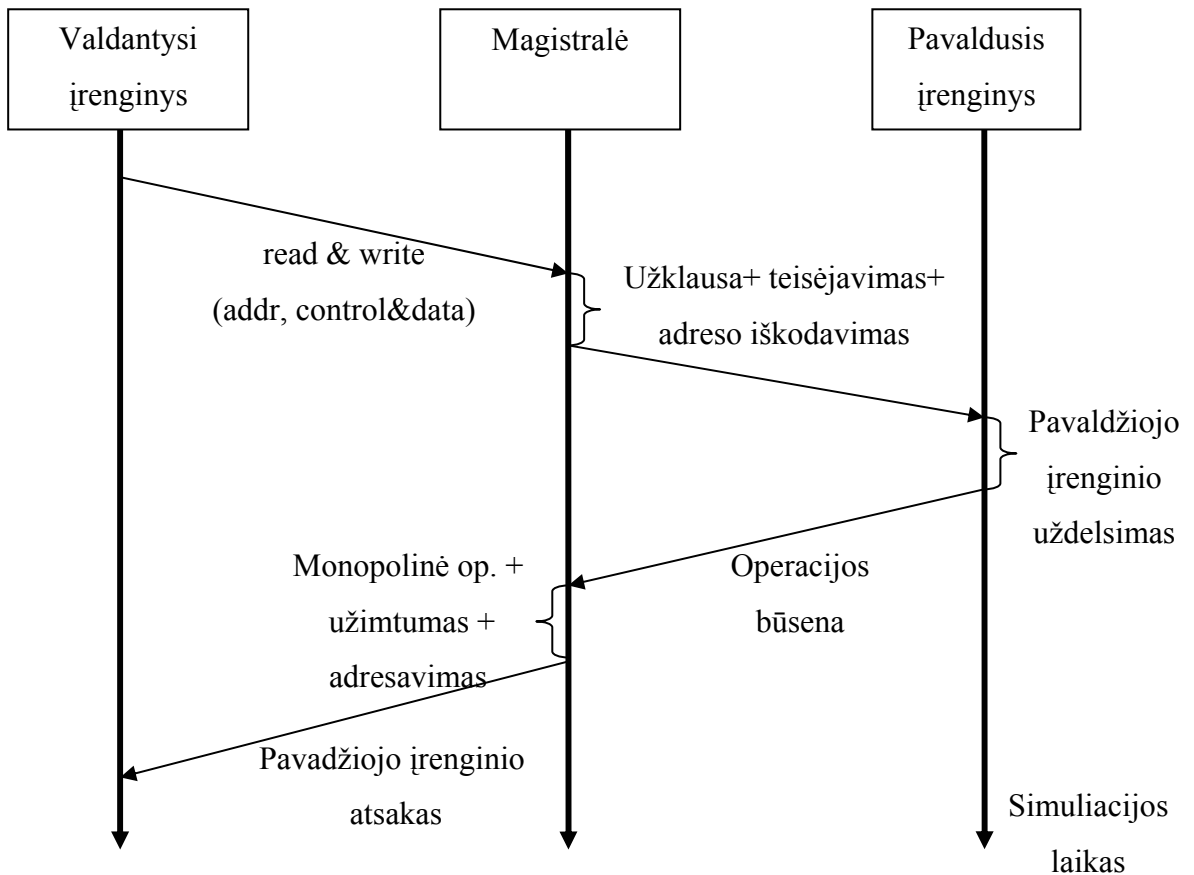 Valdantysi
įrenginys
Magistralė
Pavaldusis
įrenginys
read & write
(addr, control&data)
Užklausa+ teisėjavimas+
adreso iškodavimas
Pavaldžiojo
įrenginio
uždelsimas
Monopolinė op. +
užimtumas +
adresavimas
Operacijos
būsena
Pavadžiojo įrenginio
atsakas
Simuliacijos
laikas